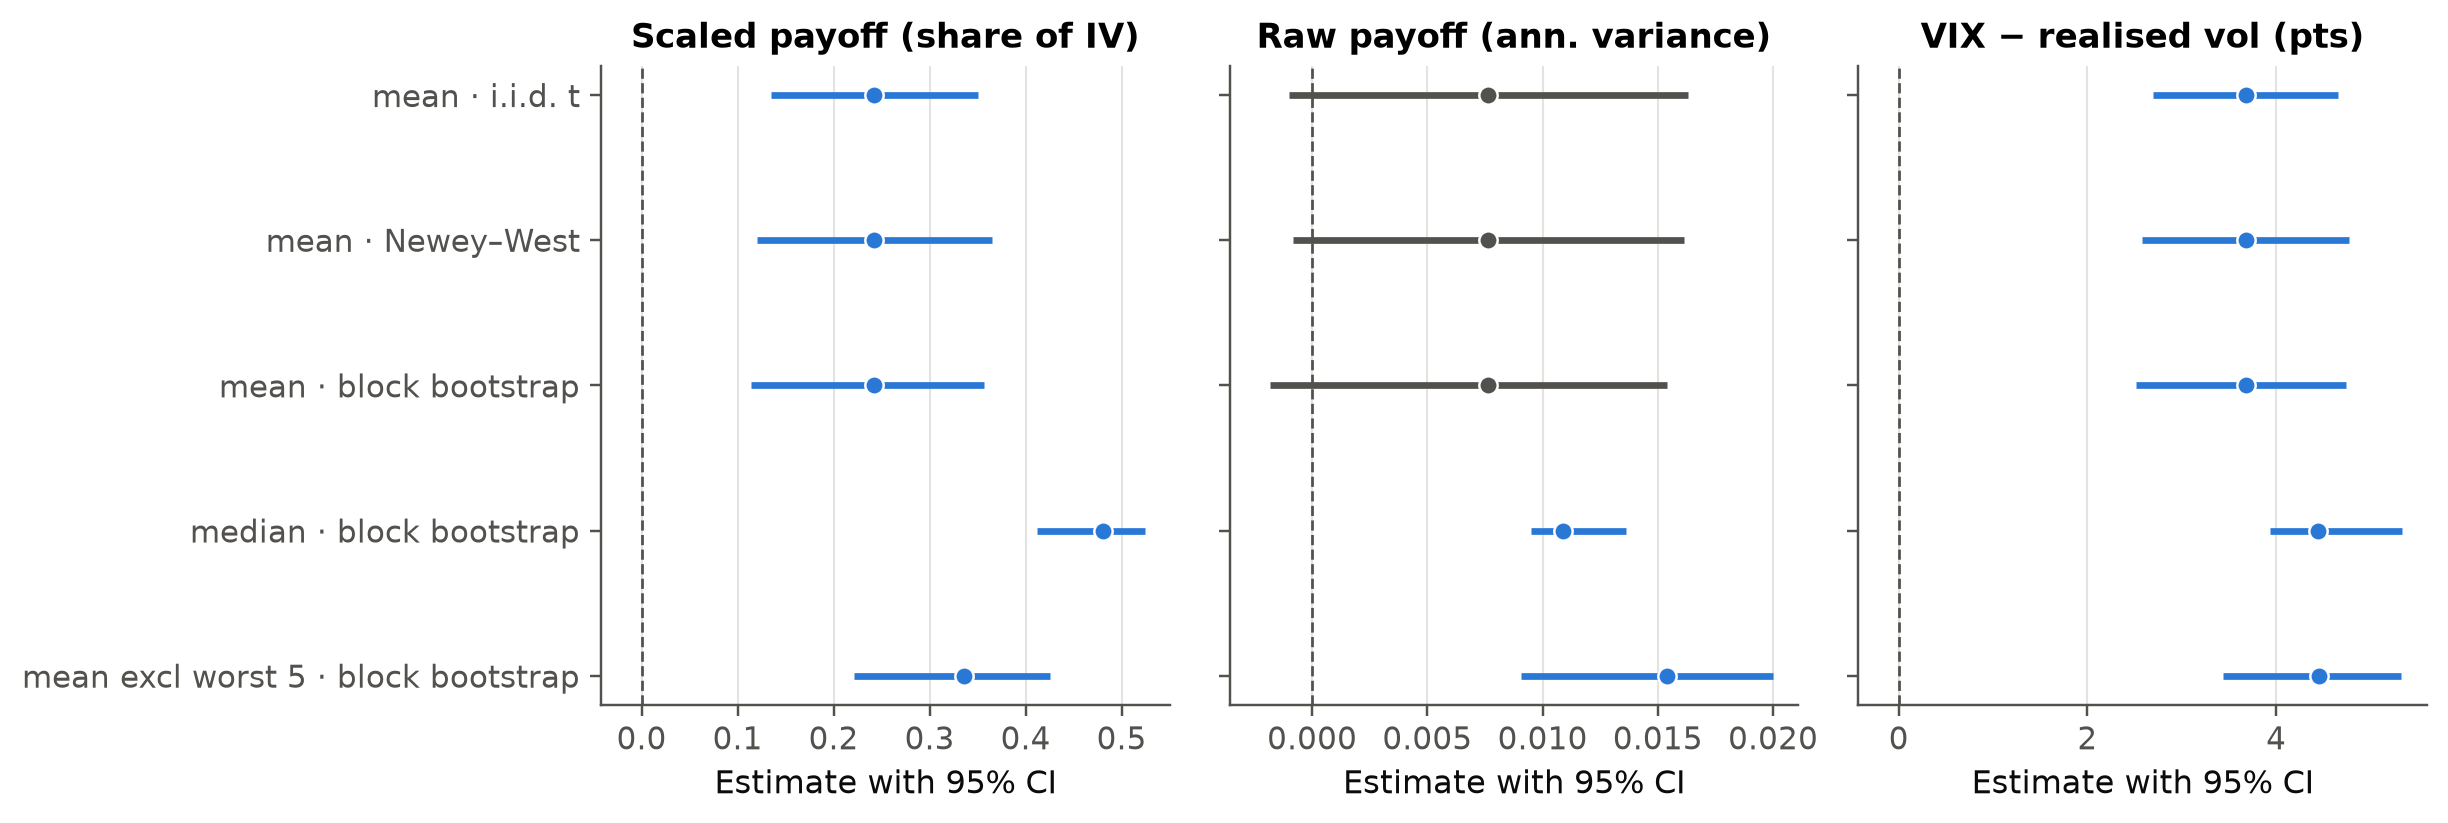 Scaled payoff (share of IV)
Raw payoff (ann. variance)
VIX − realised vol (pts)
mean · i.i.d. t
mean · Newey–West
mean · block bootstrap
median · block bootstrap
mean excl worst 5 · block bootstrap
0.0 0.1 0.2 0.3 0.4 0.5
0.000 0.005 0.010 0.015 0.020
0 2 4
Estimate with 95% CI
Estimate with 95% CI
Estimate with 95% CI